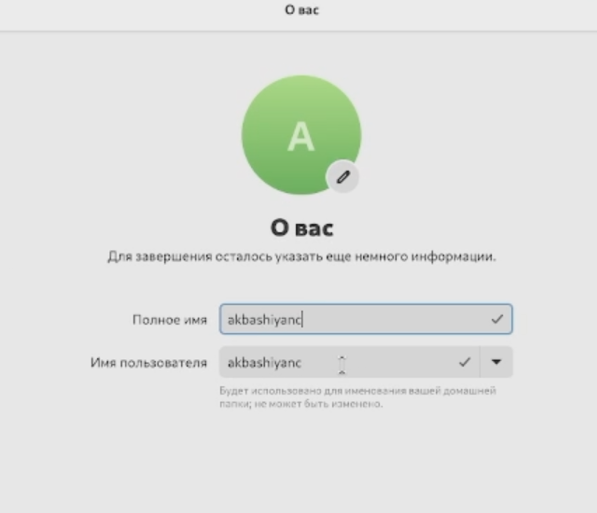 О вас
A
О вас
Для завершения осталось указать еще немного информации.
Полное имя akbashiyanc
Имя пользователя akbashiyanc
Будет использовано для именования вашей домашней
папки; не может быть изменено.